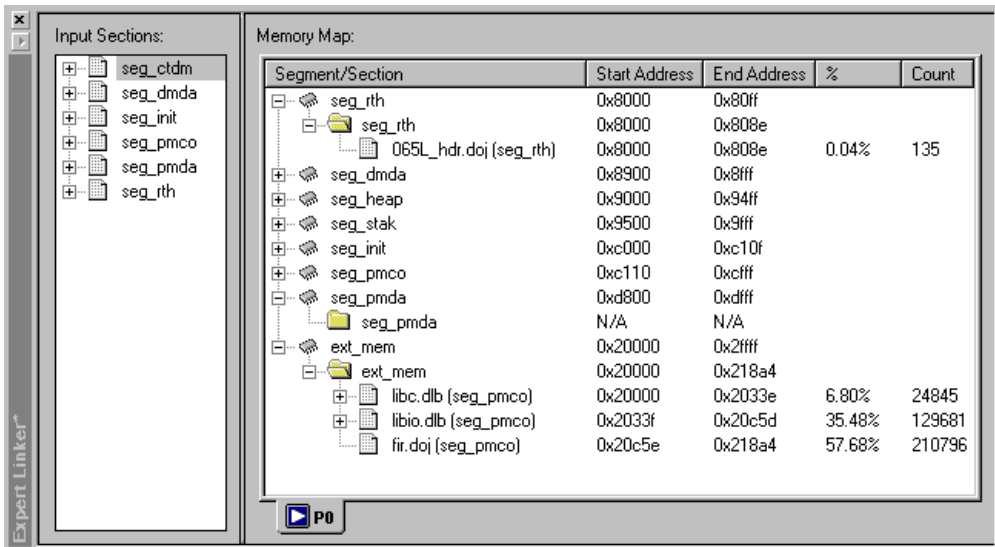 Input Sections:
seg_ctdm
seg_dmda
seg_init
seg_pmco
seg_pmda
seg_rth
Memory Map:
Segment/Section Start Address End Address % Count
seg_rth 0x8000 0x80ff
seg_rth 0x8000 0x808e
065L_hdr.doj (seg_rth) 0x8000 0x808e 0.04% 135
seg_dmda 0x8900 0x8fff
seg_heap 0x9000 0x94ff
seg_stak 0x9500 0x9fff
seg_init 0xc000 0xc10f
seg_pmco 0xc110 0xcfff
seg_pmda 0xd800 0xdfff
seg_pmda N/A N/A
ext_mem 0x20000 0x2ffff
ext_mem 0x20000 0x218a4
libc.dlb (seg_pmco) 0x20000 0x2033e 6.80% 24845
libio.dlb (seg_pmco) 0x2033f 0x20c5d 35.48% 129681
fir.doj (seg_pmco) 0x20c5e 0x218a4 57.68% 210796
P0
Expert Linker*